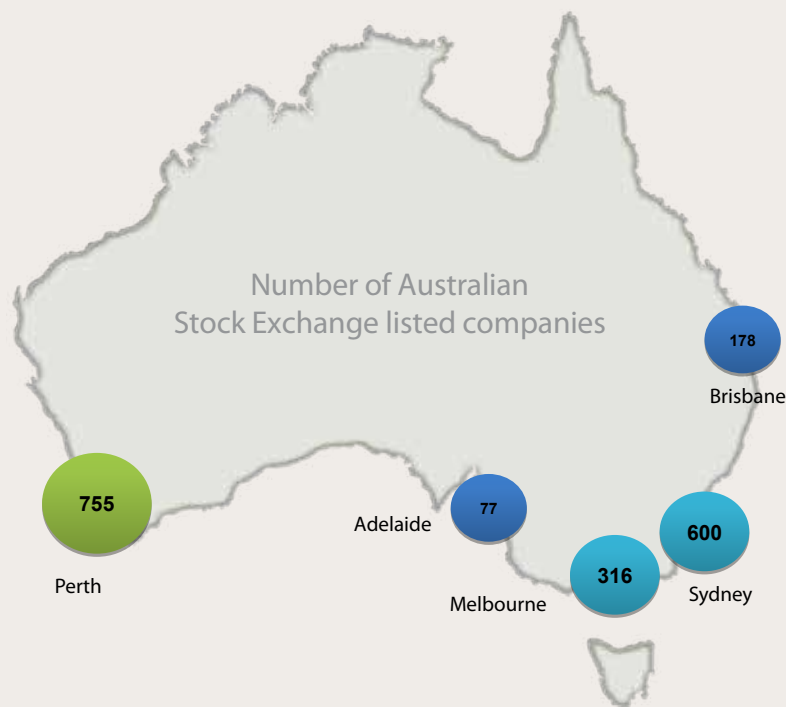 Number of Australian
Stock Exchange listed companies
178
Brisbane
755
Perth
Adelaide
77
Melbourne
316
600
Sydney